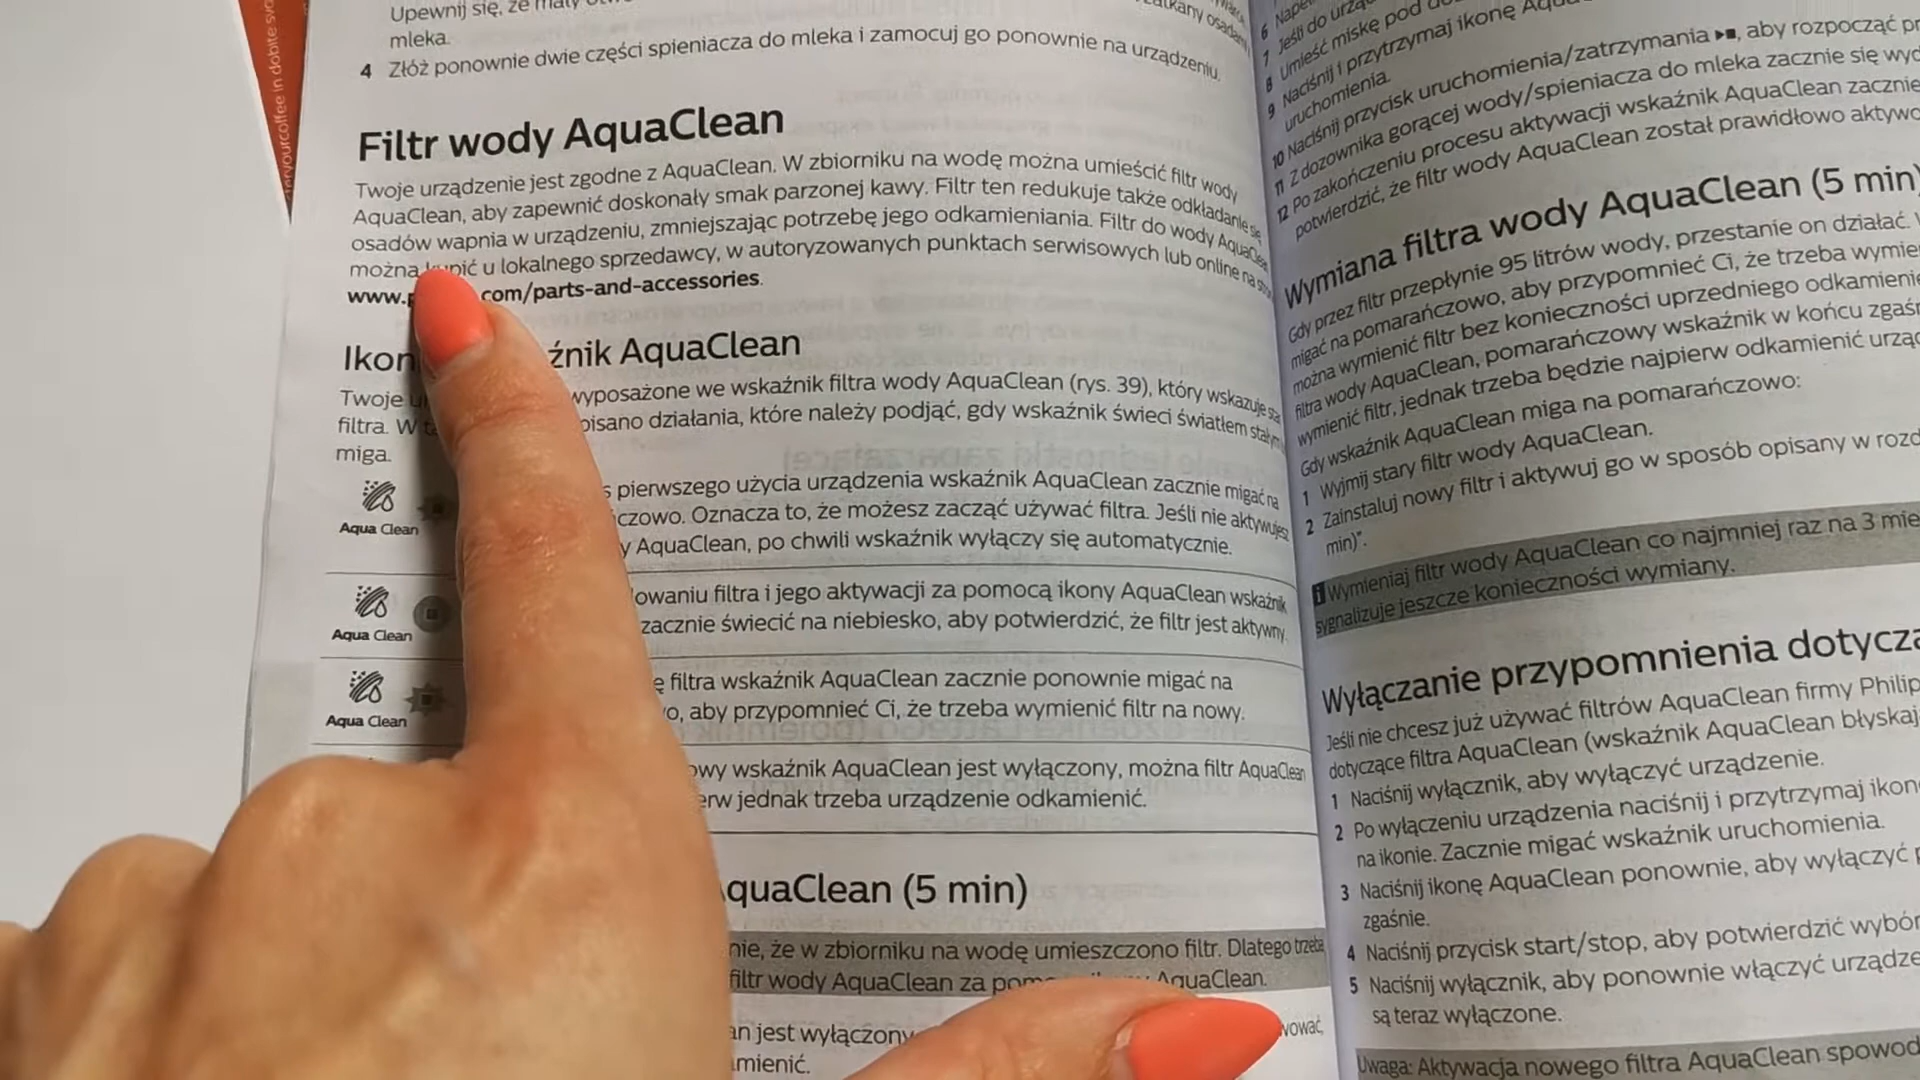 Upewnij się, że mały
mleka.
4 Złóż ponownie dwie części spieniacza do mleka i zamocuj go ponownie na urządzeniu.
Filtr wody AquaClean
Twoje urządzenie jest zgodne z AquaClean. W zbiorniku na wodę można umieścić filtr wody
AquaClean, aby zapewnić doskonały smak parzonej kawy. Filtr ten redukuje także odkładanie się
osadów wapnia w urządzeniu, zmniejszając potrzebę jego odkamieniania. Filtr do wody AquaClean
można kupić u lokalnego sprzedawcy, w autoryzowanych punktach serwisowych lub online na
www. com/parts-and-accessories.
Ikon źnik AquaClean
Twoje wyposażone we wskaźnik filtra wody AquaClean (rys. 39), który wskazuje
filtra. W pisano działania, które należy podjąć, gdy wskaźnik świeci światłem stałym
miga.
Aqua Clean
s pierwszego użycia urządzenia wskaźnik AquaClean zacznie migać na
czowo. Oznacza to, że możesz zacząć używać filtra. Jeśli nie aktywujesz
y AquaClean, po chwili wskaźnik wyłączy się automatycznie.
Aqua Clean
owaniu filtra i jego aktywacji za pomocą ikony AquaClean wskaźnik
zacznie świecić na niebiesko, aby potwierdzić, że filtr jest aktywny.
Aqua Clean
ę filtra wskaźnik AquaClean zacznie ponownie migać na
o, aby przypomnieć Ci, że trzeba wymienić filtr na nowy.
owy wskaźnik AquaClean jest wyłączony, można filtr AquaClean
erw jednak trzeba urządzenie odkamienić.
quaClean (5 min)
nie, że w zbiorniku na wodę umieszczono filtr. Dlatego trzeba
filtr wody AquaClean za AquaClean.
an jest wyłączony
mienić.
7 Jeśli do
8 Umieść miskę pod
9 Naciśnij i przytrzymaj ikonę
uruchomienia.
10 Naciśnij przycisk uruchomienia/zatrzymania ▶■, aby rozpocząć
11 Z dozownika gorącej wody/spieniacza do mleka zacznie się
12 Po zakończeniu procesu aktywacji wskaźnik AquaClean zacznie
potwierdzić, że filtr wody AquaClean został prawidłowo
Wymiana filtra wody AquaClean (5 min)
Gdy przez filtr przepłynie 95 litrów wody, przestanie on działać.
migać na pomarańczowo, aby przypomnieć Ci, że trzeba
można wymienić filtr bez konieczności uprzedniego
filtra wody AquaClean, pomarańczowy wskaźnik w końcu
wymienić filtr, jednak trzeba będzie najpierw odkamienić
Gdy wskaźnik AquaClean miga na pomarańczowo:
1 Wyjmij stary filtr wody AquaClean.
2 Zainstaluj nowy filtr i aktywuj go w sposób opisany w
min)".
i Wymieniaj filtr wody AquaClean co najmniej raz na 3
sygnalizuje jeszcze konieczności wymiany.
Wyłączanie przypomnienia
Jeśli nie chcesz już używać filtrów AquaClean firmy
dotyczące filtra AquaClean (wskaźnik AquaClean
1 Naciśnij wyłącznik, aby wyłączyć urządzenie.
2 Po wyłączeniu urządzenia naciśnij i przytrzymaj
na ikonie. Zacznie migać wskaźnik uruchomienia.
3 Naciśnij ikonę AquaClean ponownie, aby wyłączyć
zgaśnie.
4 Naciśnij przycisk start/stop, aby potwierdzić
5 Naciśnij wyłącznik, aby ponownie włączyć
są teraz wyłączone.
Uwaga: Aktywacja nowego filtra AquaClean